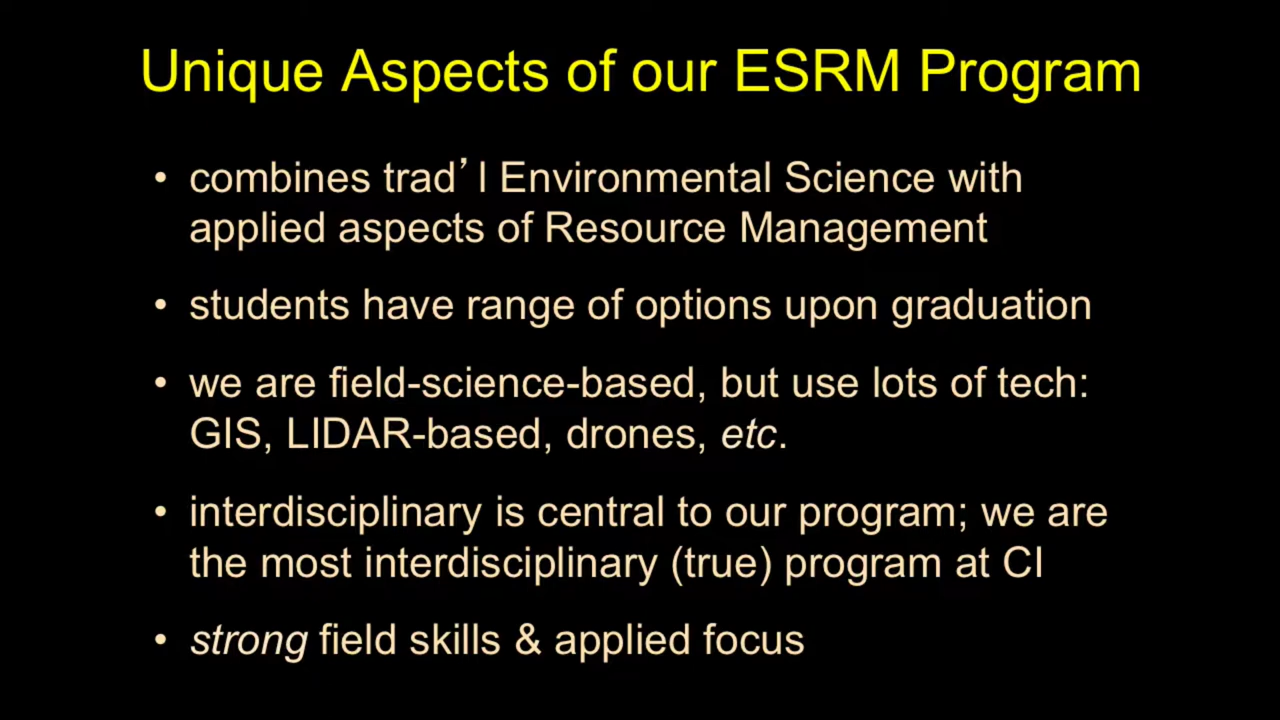 Unique Aspects of our ESRM Program
• combines trad’l Environmental Science with
applied aspects of Resource Management
• students have range of options upon graduation
• we are field-science-based, but use lots of tech:
GIS, LIDAR-based, drones, etc.
• interdisciplinary is central to our program; we are
the most interdisciplinary (true) program at CI
• strong field skills & applied focus